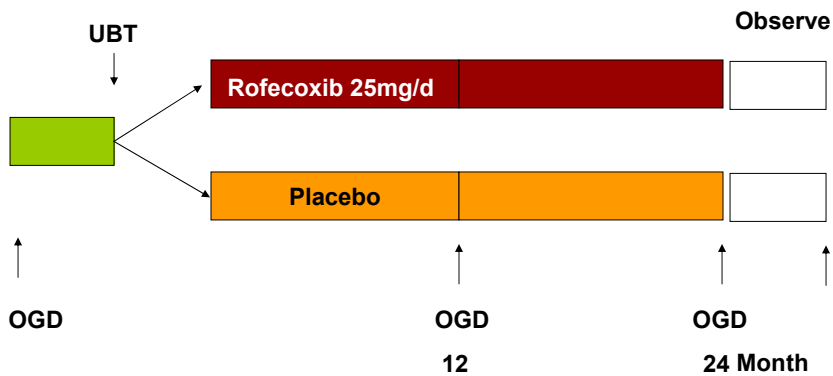 Observe
UBT
Rofecoxib 25mg/d
Placebo
OGD OGD OGD
12 24 Month